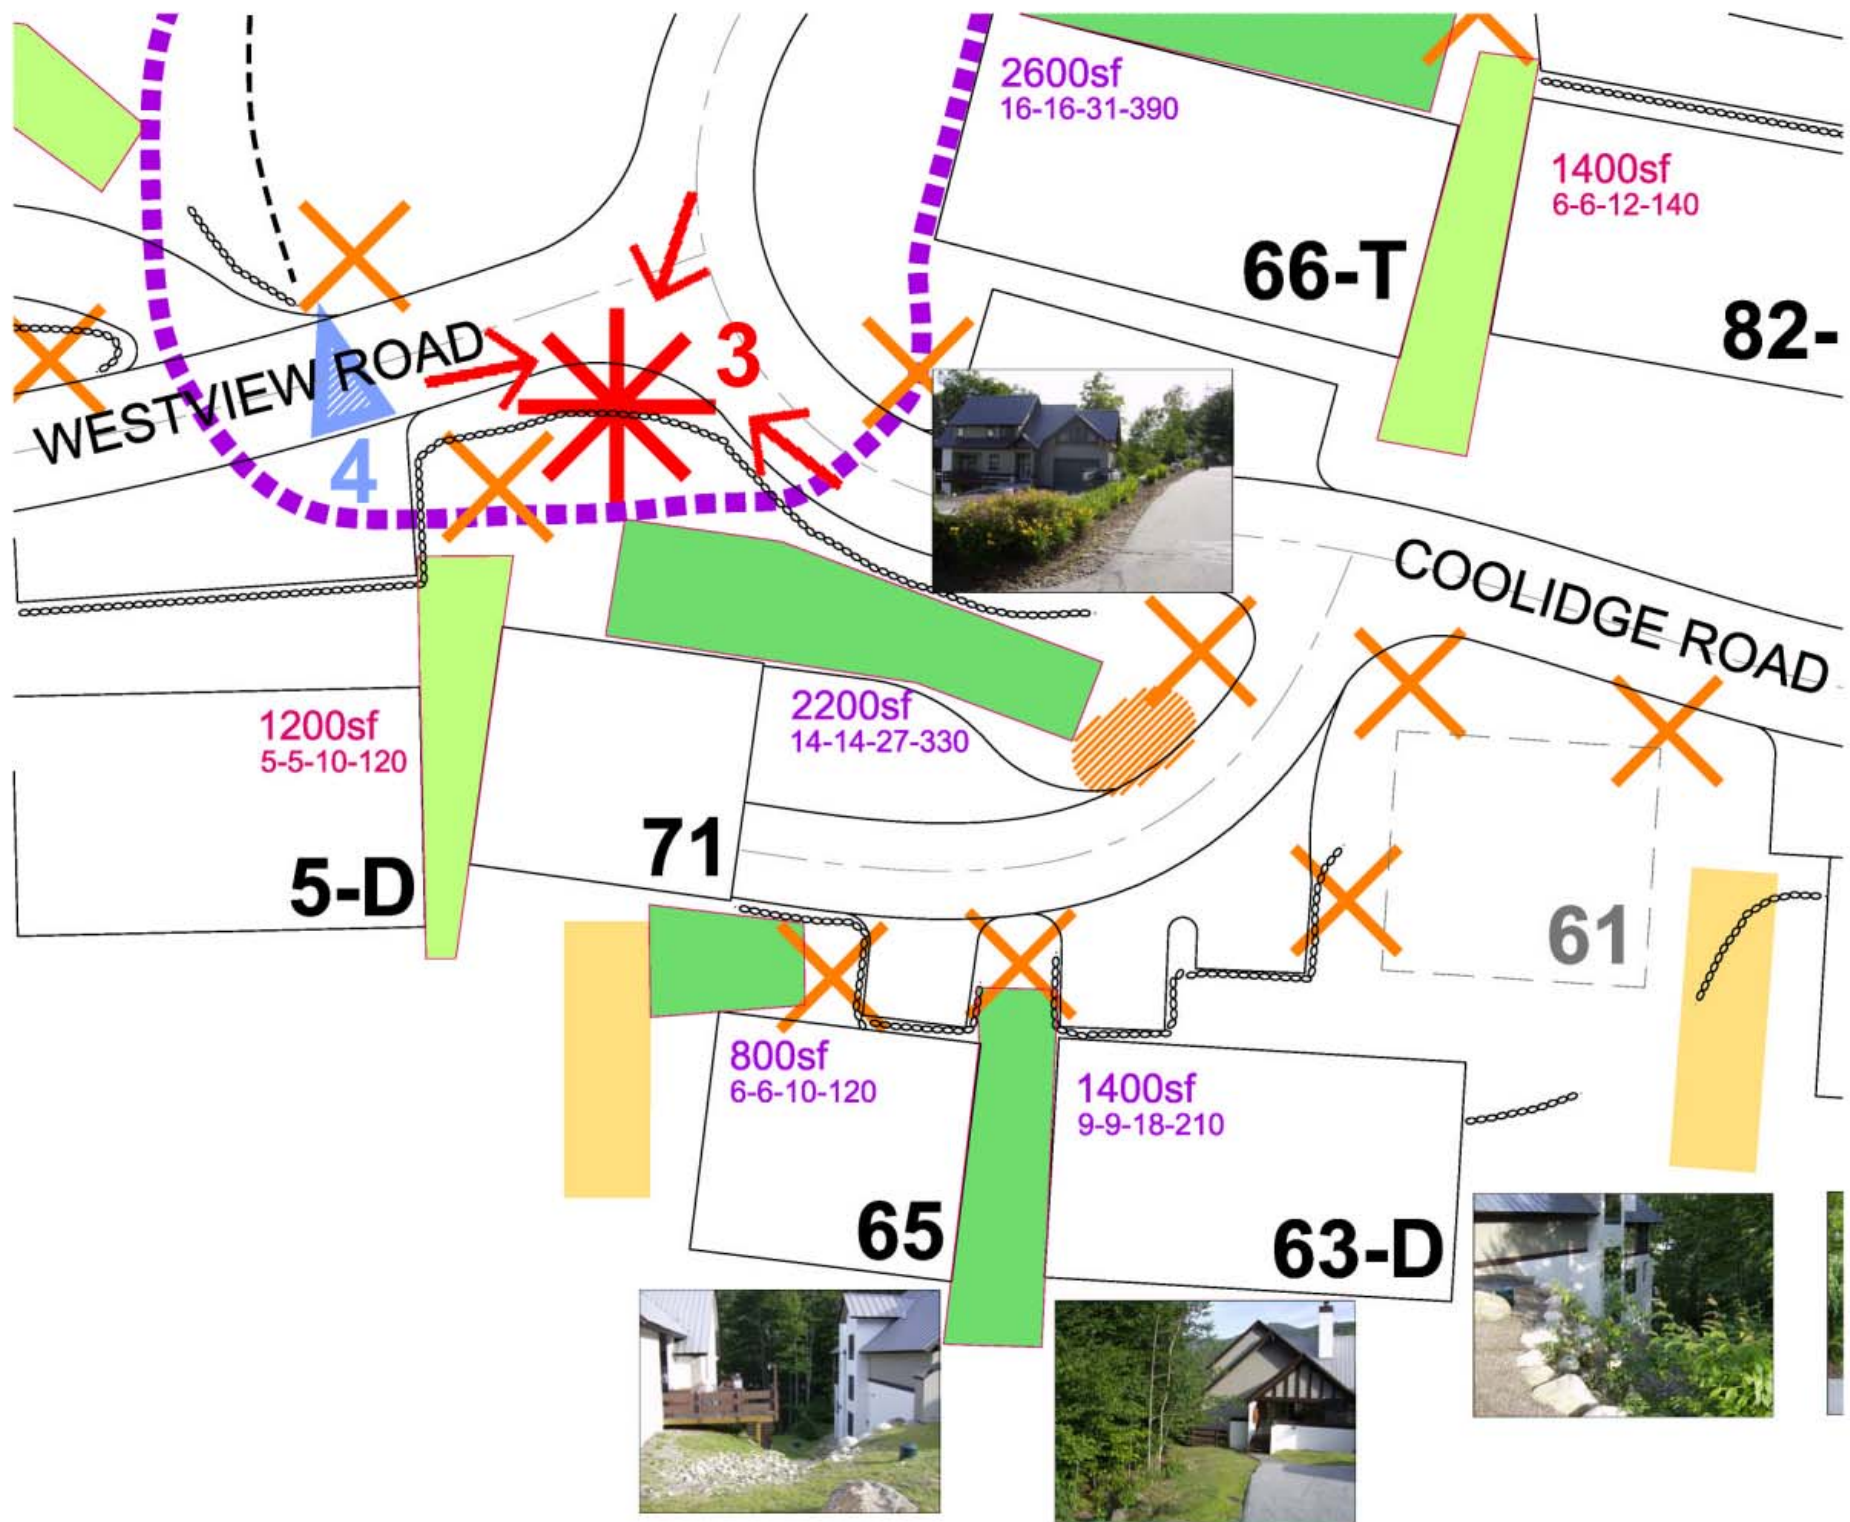 2600sf
16-16-31-390
1400sf
6-6-12-140
66-T
82-
WESTVIEW ROAD
3
4
COOLIDGE ROAD
1200sf
5-5-10-120
2200sf
14-14-27-330
71
5-D
61
800sf
6-6-10-120
1400sf
9-9-18-210
65
63-D